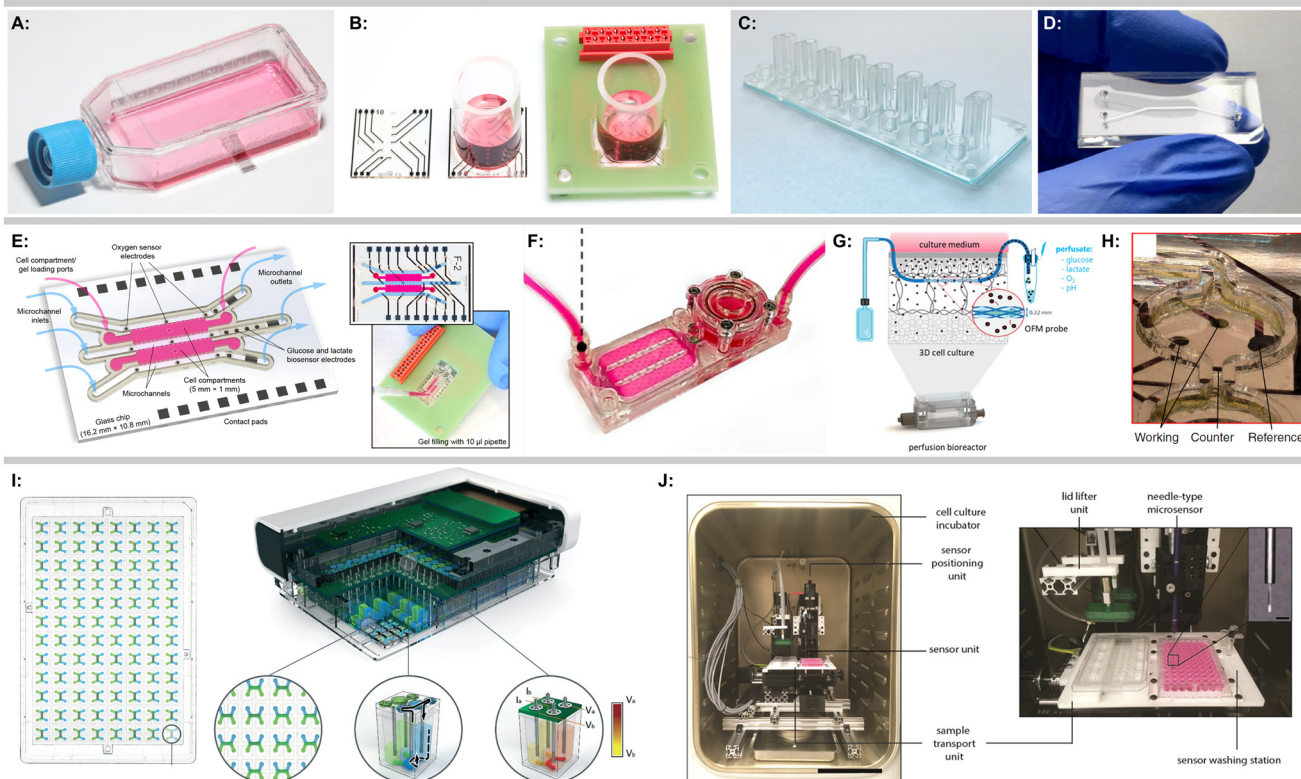 A:
B:
10
C:
D:
E:
Oxygen sensor
electrodes
Cell compartment/
gel loading ports
Microchannel
outlets
Microchannel
inlets
Glucose and lactate
biosensor electrodes
Cell compartments
(5 mm × 1 mm)
Microchannels
Glass chip
(16.2 mm × 10.8 mm)
Contact pads
F-2
Gel filling with 10 µl pipette
F:
G:
culture medium
perfusate:
- glucose
- lactate
- O₂
- pH
0,32 mm
OFM probe
3D cell culture
perfusion bioreactor
H:
Working
Counter
Reference
I:
Iₐ
I_b
Vₐ
V_b
Vₐ
V_b
J:
cell culture
incubator
sensor
positioning
unit
sensor unit
sample
transport
unit
lid lifter
unit
needle-type
microsensor
sensor washing station